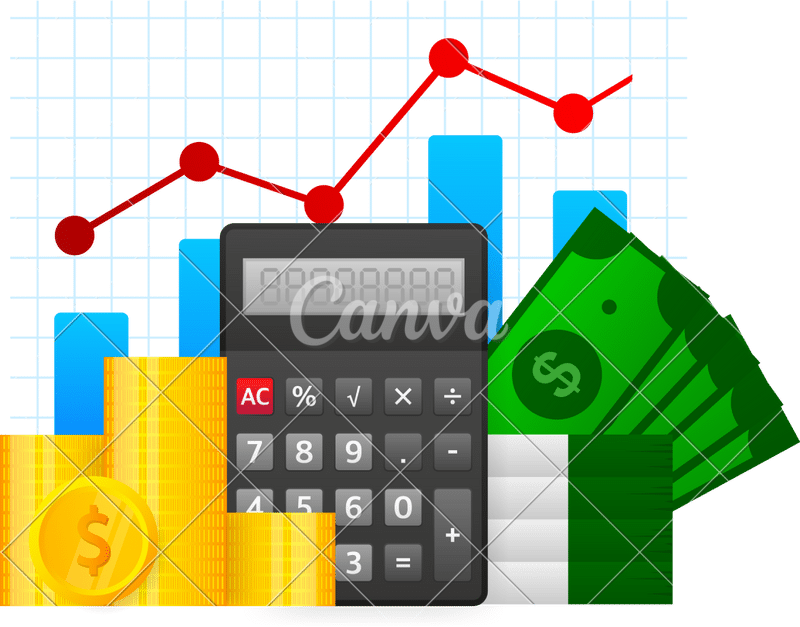 Canva
$
AC % √ × ÷
7 8 9 . -
4 5 6 0
+
3 =
$